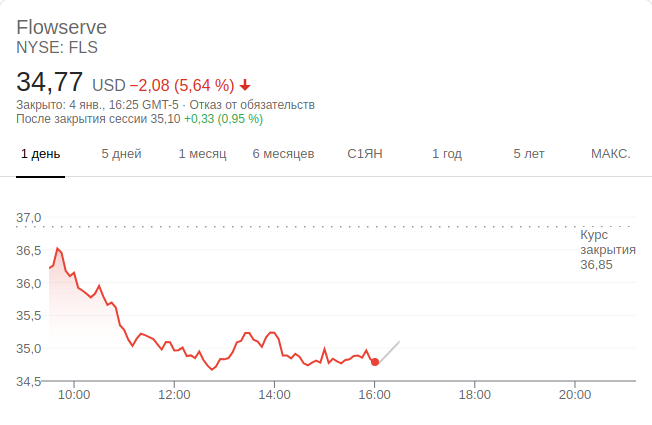 Flowserve
NYSE: FLS
34,77 USD −2,08 (5,64 %)
Закрыто: 4 янв., 16:25 GMT-5 · Отказ от обязательств
После закрытия сессии 35,10 +0,33 (0,95 %)
1 день 5 дней 1 месяц 6 месяцев С1ЯН 1 год 5 лет МАКС.
37,0
Курс
закрытия
36,85
36,5
36,0
35,5
35,0
34,5
10:00 12:00 14:00 16:00 18:00 20:00